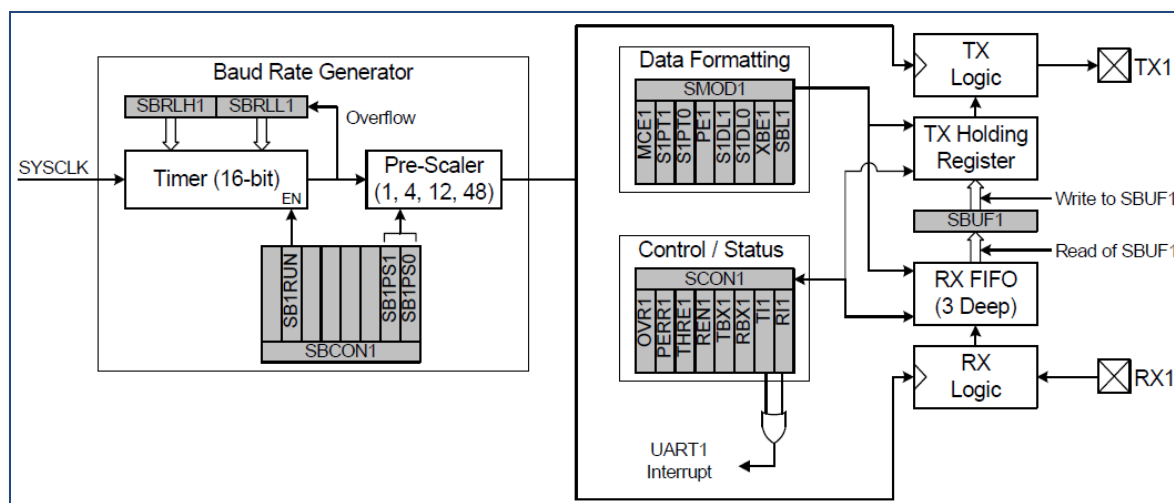 Baud Rate Generator
SBRLH1 SBRLL1
Overflow
SYSCLK
Timer (16-bit)
EN
Pre-Scaler
(1, 4, 12, 48)
SB1RUN
SB1PS1
SB1PS0
SBCON1
Data Formatting
SMOD1
MCE1
S1PT1
S1PT0
PE1
S1DL1
S1DL0
XBE1
SBL1
Control / Status
SCON1
OVR1
PERR1
THRE1
REN1
TBX1
RBX1
TI1
RI1
UART1
Interrupt
TX
Logic
TX1
TX Holding
Register
Write to SBUF1
SBUF1
Read of SBUF1
RX FIFO
(3 Deep)
RX
Logic
RX1